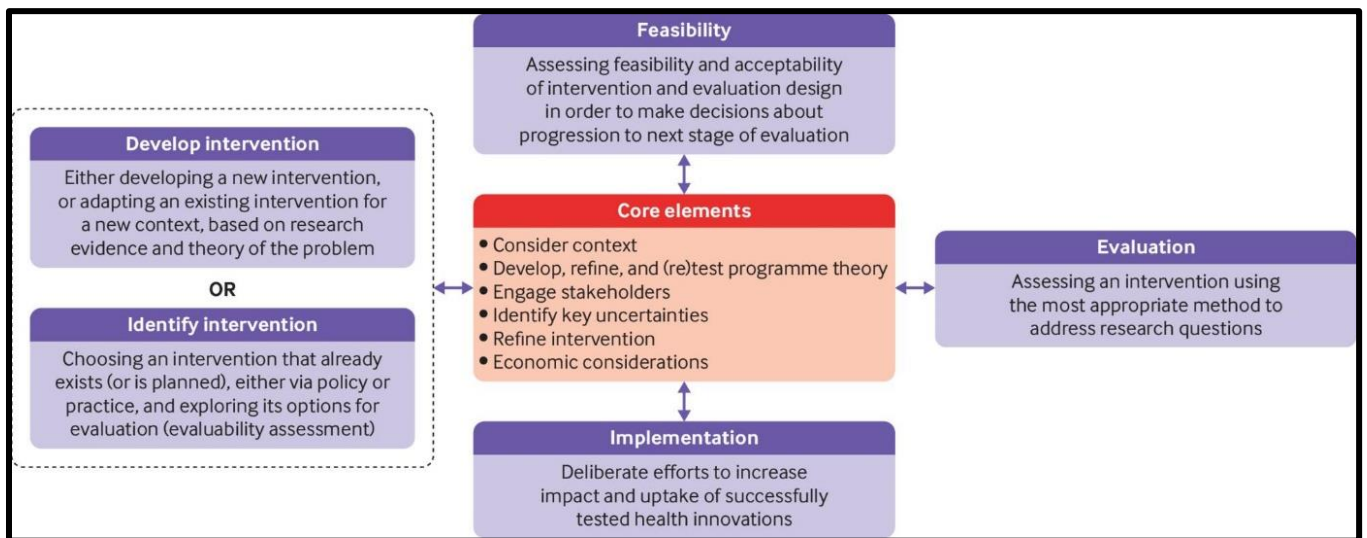 Feasibility
Assessing feasibility and acceptability
of intervention and evaluation design
in order to make decisions about
progression to next stage of evaluation
Develop intervention
Either developing a new intervention,
or adapting an existing intervention for
a new context, based on research
evidence and theory of the problem
OR
Identify intervention
Choosing an intervention that already
exists (or is planned), either via policy or
practice, and exploring its options for
evaluation (evaluability assessment)
Core elements
• Consider context
• Develop, refine, and (re)test programme theory
• Engage stakeholders
• Identify key uncertainties
• Refine intervention
• Economic considerations
Evaluation
Assessing an intervention using
the most appropriate method to
address research questions
Implementation
Deliberate efforts to increase
impact and uptake of successfully
tested health innovations